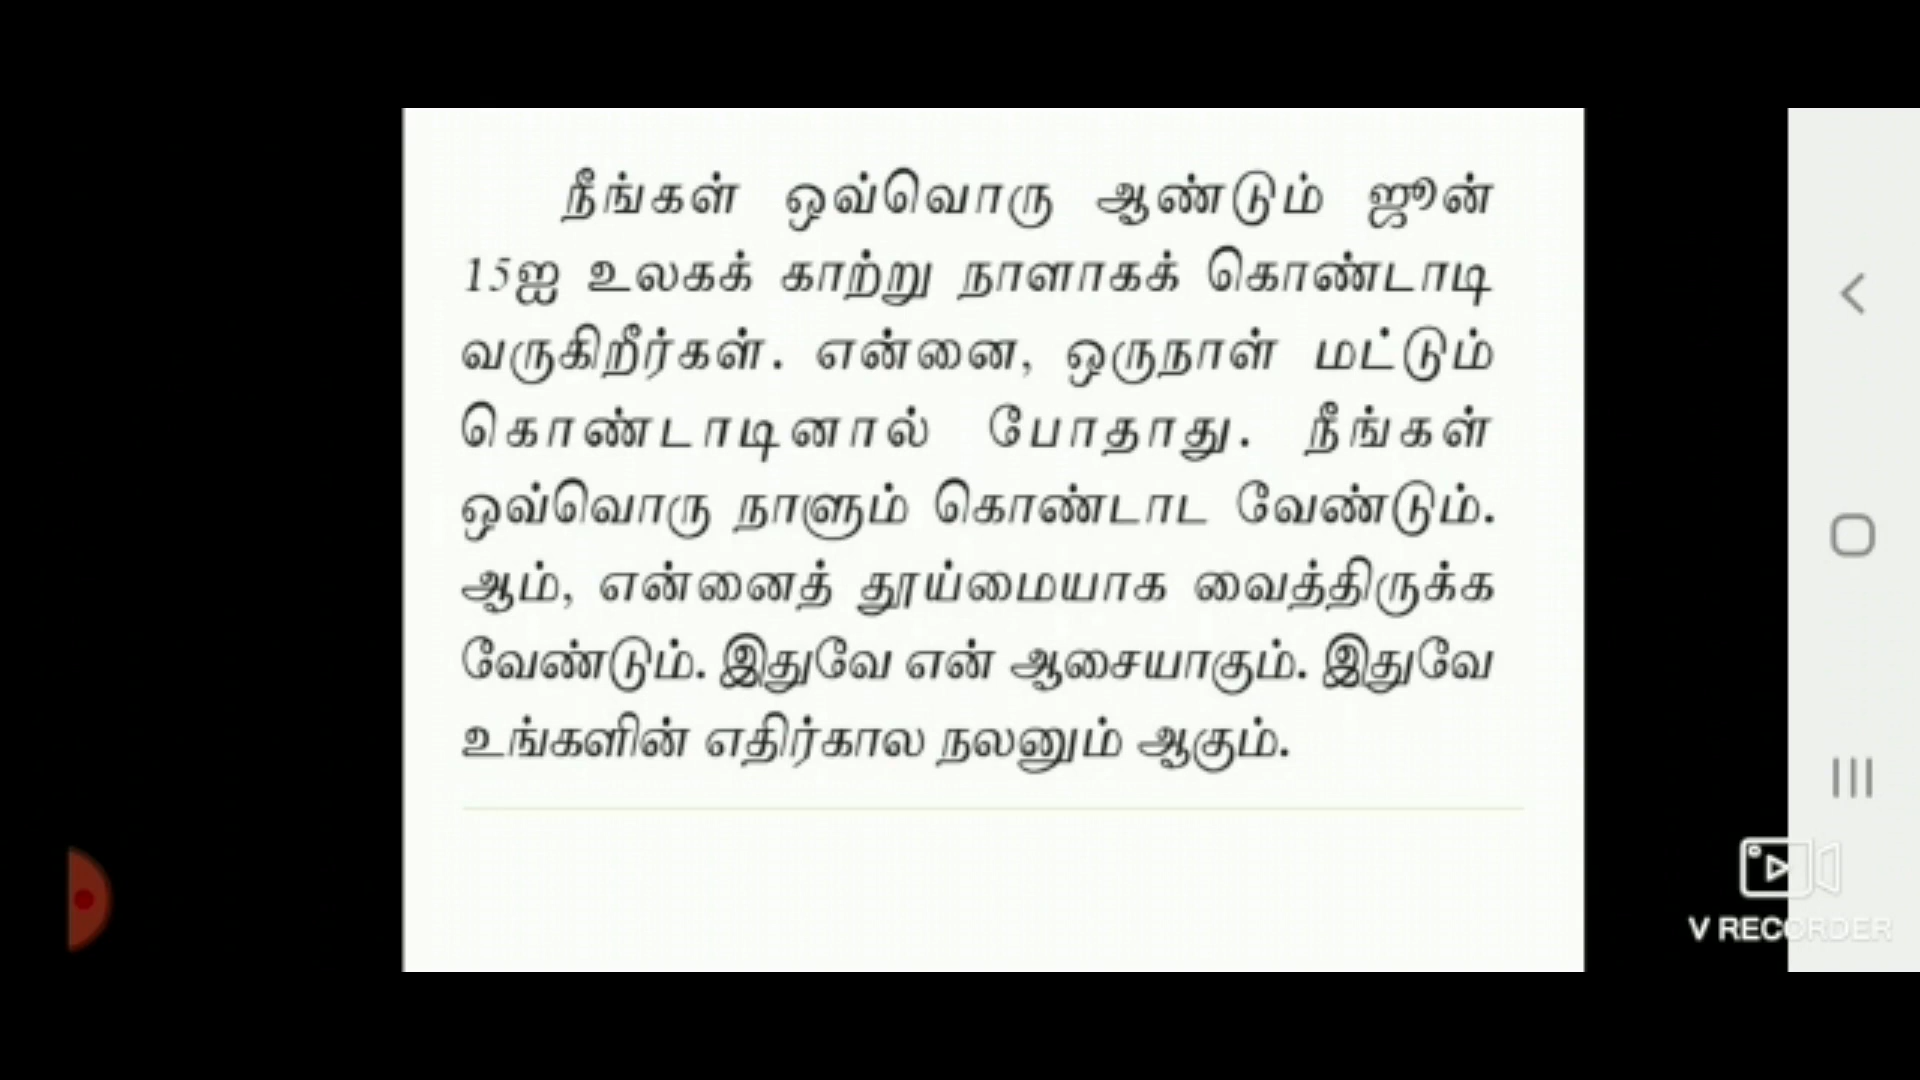 நீங்கள் ஒவ்வொரு ஆண்டும் ஜூன்
15ஐ உலகக் காற்று நாளாகக் கொண்டாடி
வருகிறீர்கள். என்னை, ஒருநாள் மட்டும்
கொண்டாடினால் போதாது. நீங்கள்
ஒவ்வொரு நாளும் கொண்டாட வேண்டும்.
ஆம், என்னைத் தூய்மையாக வைத்திருக்க
வேண்டும். இதுவே என் ஆசையாகும். இதுவே
உங்களின் எதிர்கால நலனும் ஆகும்.
V RECORDER